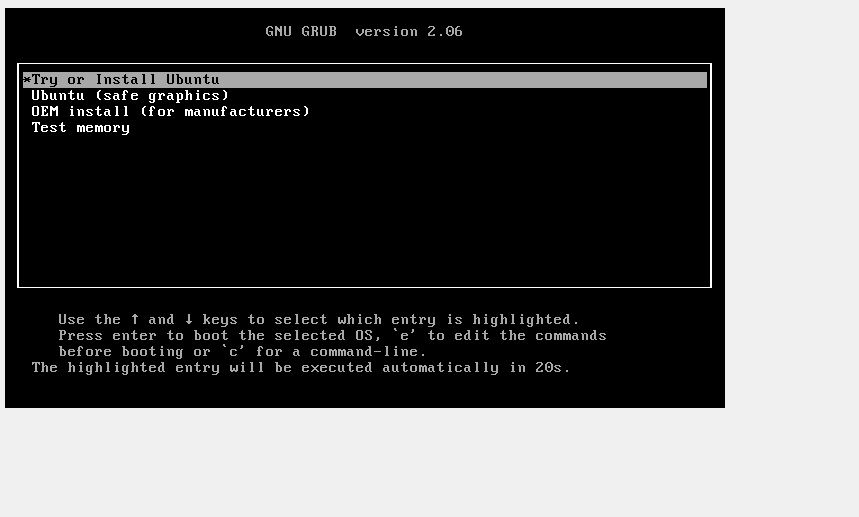 GNU GRUB  version 2.06
*Try or Install Ubuntu
Ubuntu (safe graphics)
OEM install (for manufacturers)
Test memory
Use the ↑ and ↓ keys to select which entry is highlighted.
Press enter to boot the selected OS, `e' to edit the commands
before booting or `c' for a command-line.
The highlighted entry will be executed automatically in 20s.